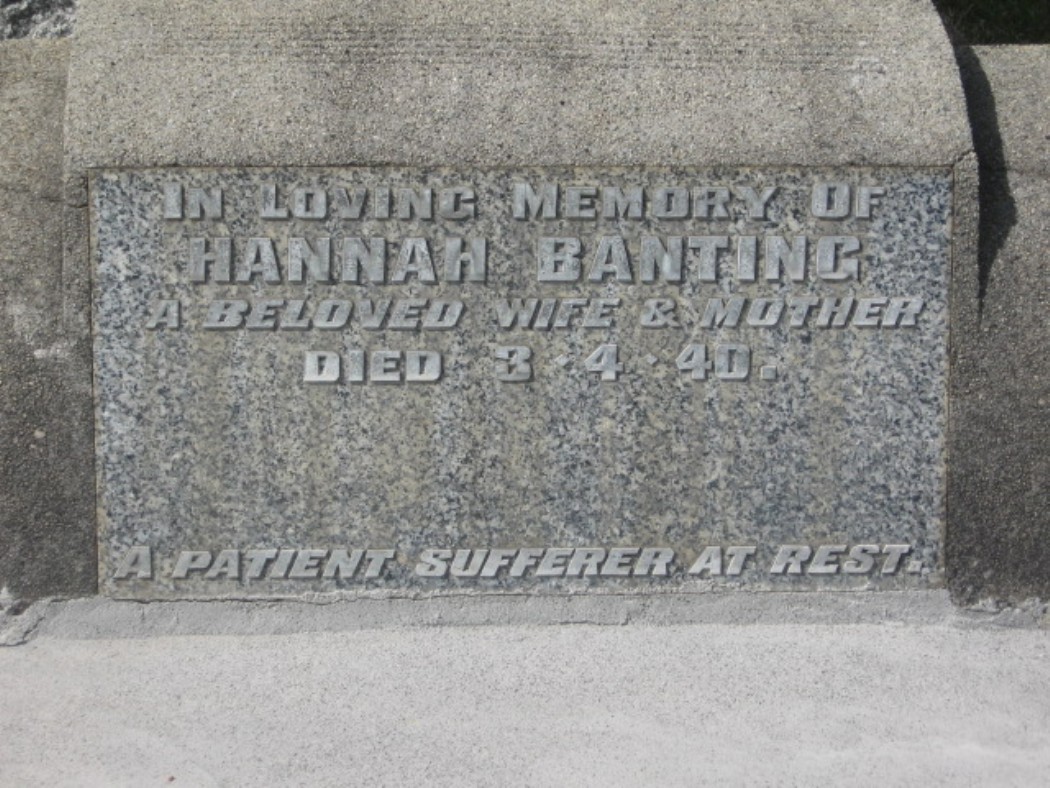 In Loving Memory Of
HANNAH BANTING
A BELOVED WIFE & MOTHER
DIED 3·4·40.
A PATIENT SUFFERER AT REST.